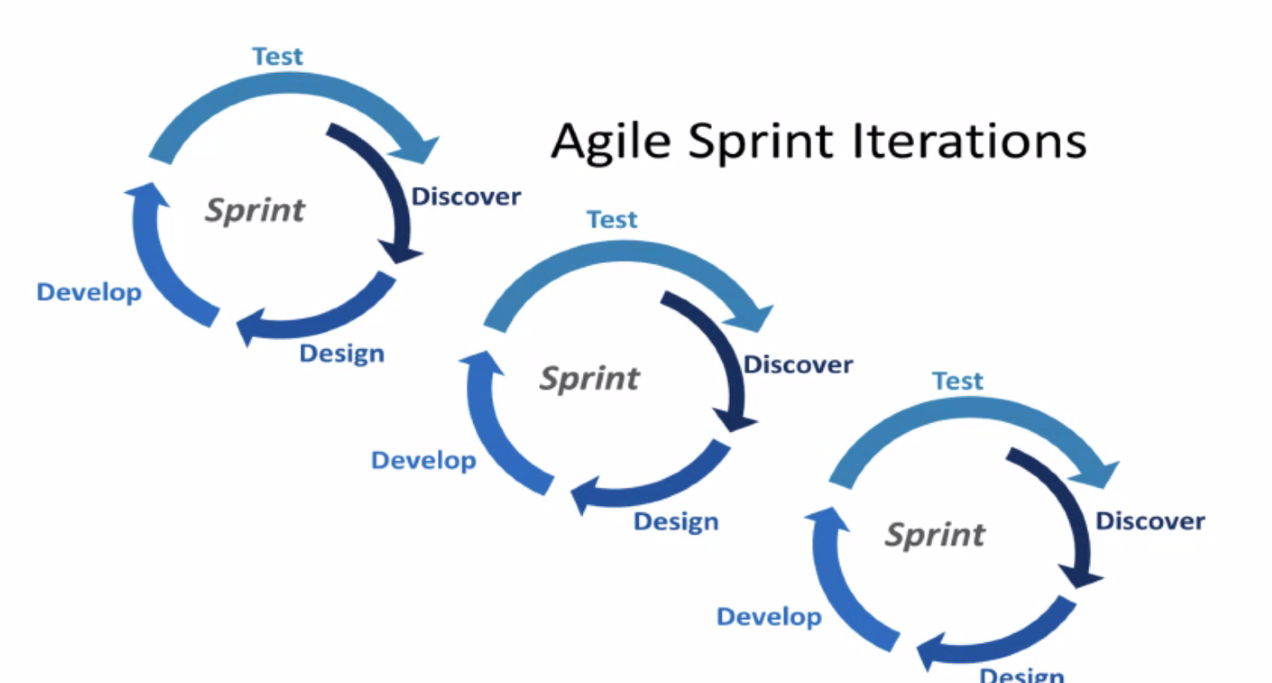 Test
Agile Sprint Iterations
Sprint
Discover
Develop
Design
Test
Sprint
Discover
Develop
Design
Test
Sprint
Discover
Develop
Design